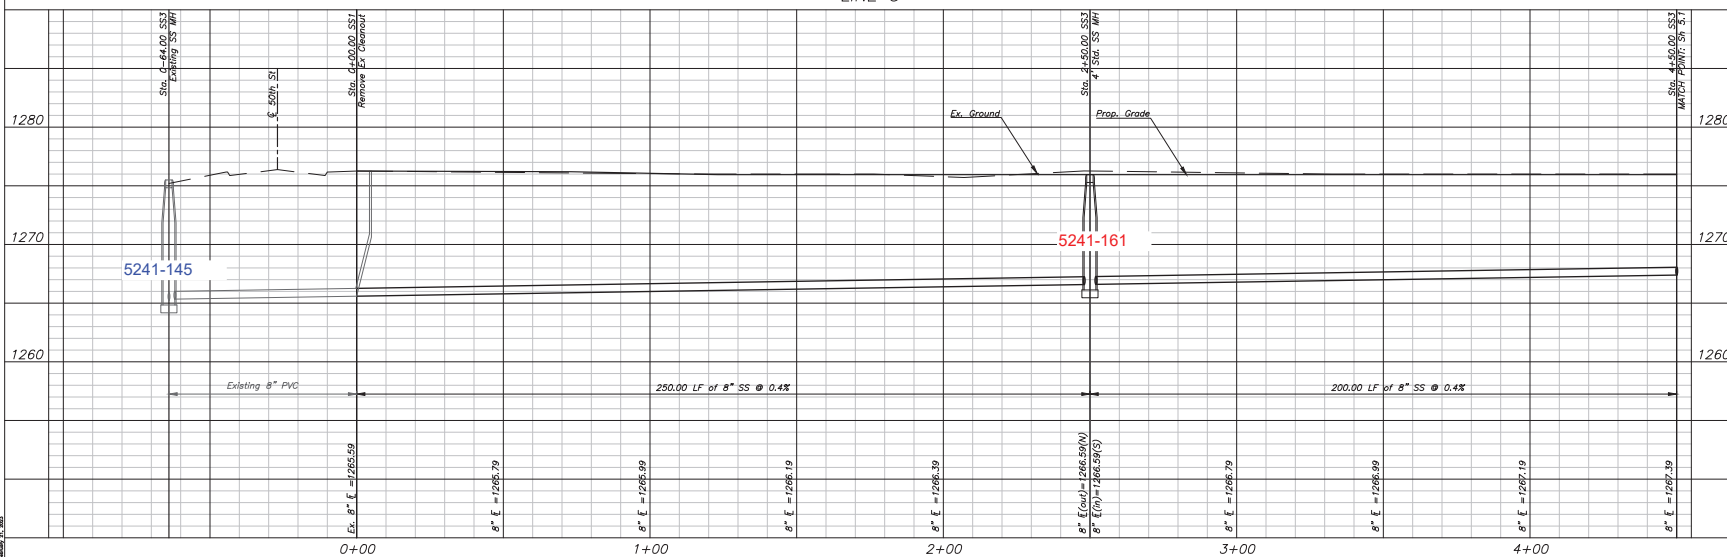 Sta. 0-64.00 SS3
Existing SS MH
₠ 50th St
Sta. 0+00.00 SS1
Remove Ex Cleanout
Sta. 2+50.00 SS3
4' Std. SS MH
Sta. 4+50.00 SS3
MATCH POINT: Sh 5.1
1280
1280
Ex. Ground
Prop. Grade
1270
1270
5241-145
5241-161
1260
1260
Existing 8" PVC
250.00 LF of 8" SS @ 0.4%
200.00 LF of 8" SS @ 0.4%
Ex. 8" ℄ =1265.59
8" ℄ =1265.79
8" ℄ =1265.99
8" ℄ =1266.19
8" ℄ =1266.39
8" ℄(out)=1266.59(N)
8" ℄(in)=1266.59(S)
8" ℄ =1266.79
8" ℄ =1266.99
8" ℄ =1267.19
8" ℄ =1267.39
0+00
1+00
2+00
3+00
4+00